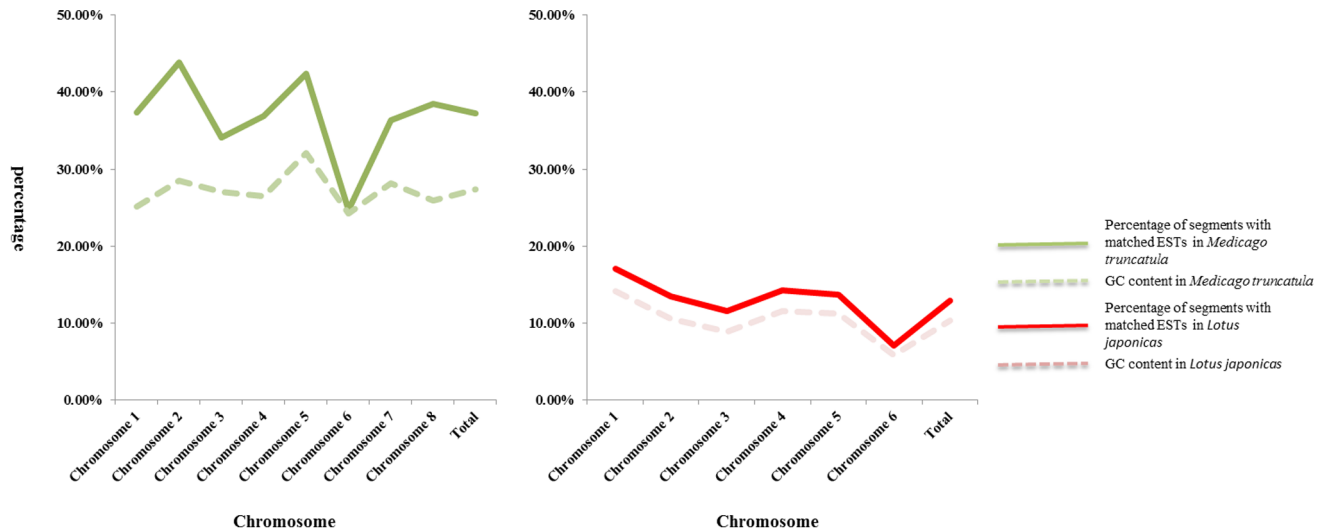 50.00%
40.00%
30.00%
20.00%
10.00%
0.00%
percentage
Chromosome 1
Chromosome 2
Chromosome 3
Chromosome 4
Chromosome 5
Chromosome 6
Chromosome 7
Chromosome 8
Total
Chromosome
50.00%
40.00%
30.00%
20.00%
10.00%
0.00%
Chromosome 1
Chromosome 2
Chromosome 3
Chromosome 4
Chromosome 5
Chromosome 6
Total
Chromosome
Percentage of segments with
matched ESTs in Medicago
truncatula
GC content in Medicago truncatula
Percentage of segments with
matched ESTs in Lotus
japonicas
GC content in Lotus japonicas